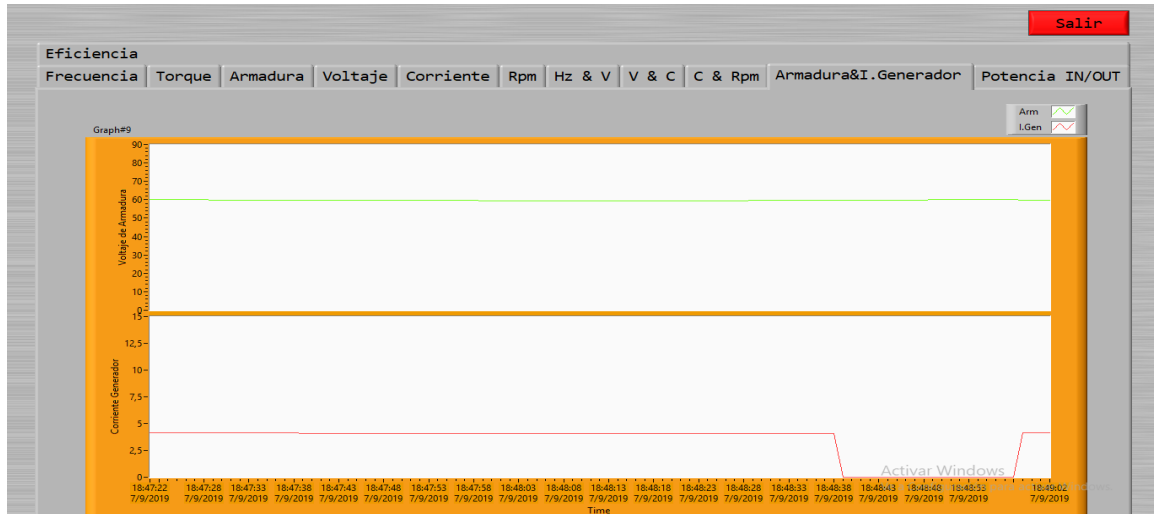 Salir
Eficiencia
Frecuencia Torque Armadura Voltaje Corriente Rpm Hz & V V & C C & Rpm Armadura&I.Generador Potencia IN/OUT
Arm
I.Gen
Graph#9
90
80
70
60
50
40
30
20
10
0
Voltaje de Armadura
15
12,5
10
7,5
5
2,5
0
Corriente Generador
Activar Windows
18:47:22 18:47:28 18:47:33 18:47:38 18:47:43 18:47:48 18:47:53 18:47:58 18:48:03 18:48:08 18:48:13 18:48:18 18:48:23 18:48:28 18:48:33 18:48:38 18:48:43 18:48:48 18:48:53 18:49:02
7/9/2019 7/9/2019 7/9/2019 7/9/2019 7/9/2019 7/9/2019 7/9/2019 7/9/2019 7/9/2019 7/9/2019 7/9/2019 7/9/2019 7/9/2019 7/9/2019 7/9/2019 7/9/2019 7/9/2019 7/9/2019 7/9/2019 7/9/2019
Time